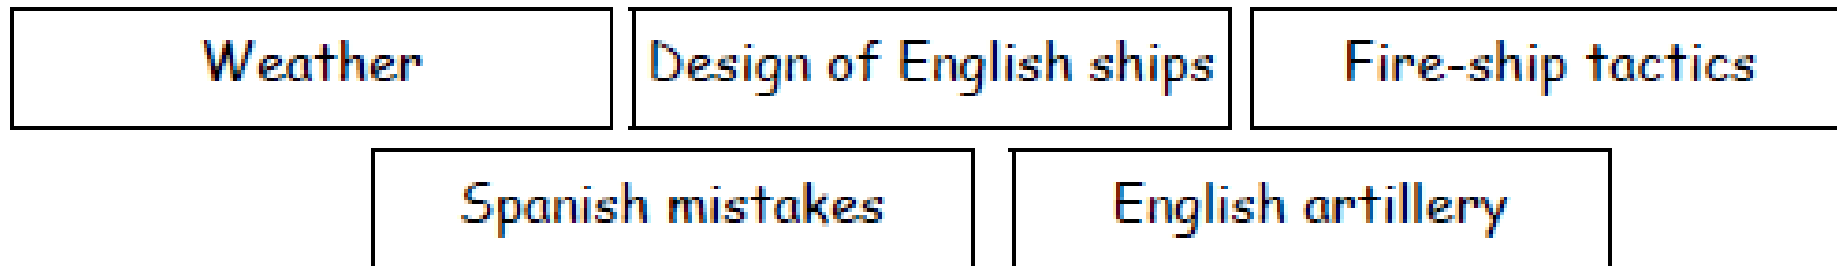 Weather
Design of English ships
Fire-ship tactics
Spanish mistakes
English artillery